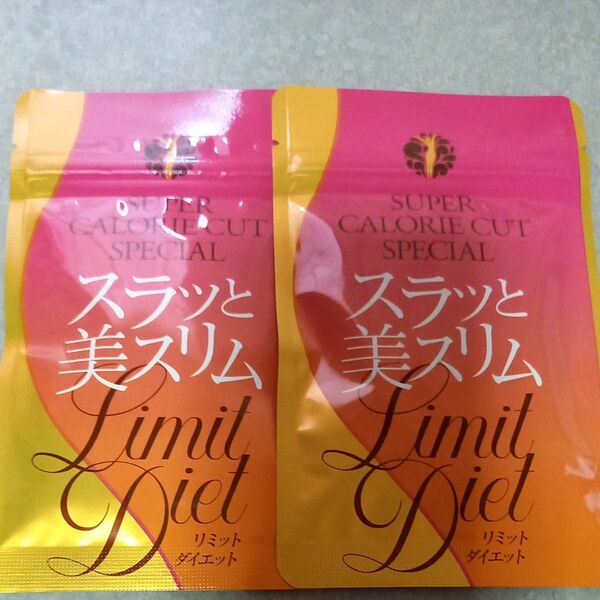 SUPER
CALORIE CUT
SPECIAL
スラッと
美スリム
Limit
Diet
リミット
ダイエット
SUPER
CALORIE CUT
SPECIAL
スラッと
美スリム
Limit
Diet
リミット
ダイエット